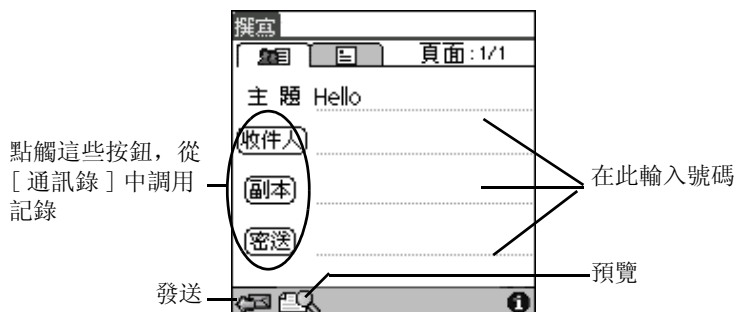 撰寫
頁面:1/1
主題 Hello
收件人
副本
密送
點觸這些按鈕，從
[ 通訊錄 ] 中調用
記錄
在此輸入號碼
預覽
發送